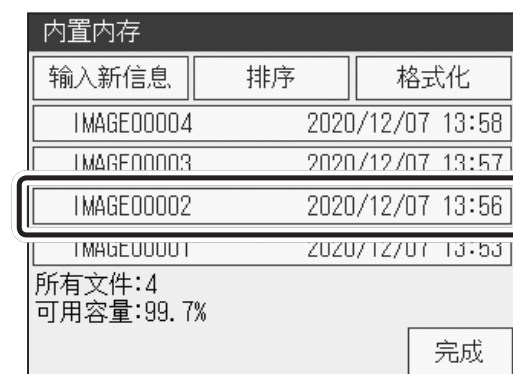 内置内存
输入新信息 排序 格式化
IMAGE00004 2020/12/07 13:58
IMAGE00003 2020/12/07 13:57
IMAGE00002 2020/12/07 13:56
IMAGE00001 2020/12/07 13:53
所有文件:4
可用容量:99.7%
完成